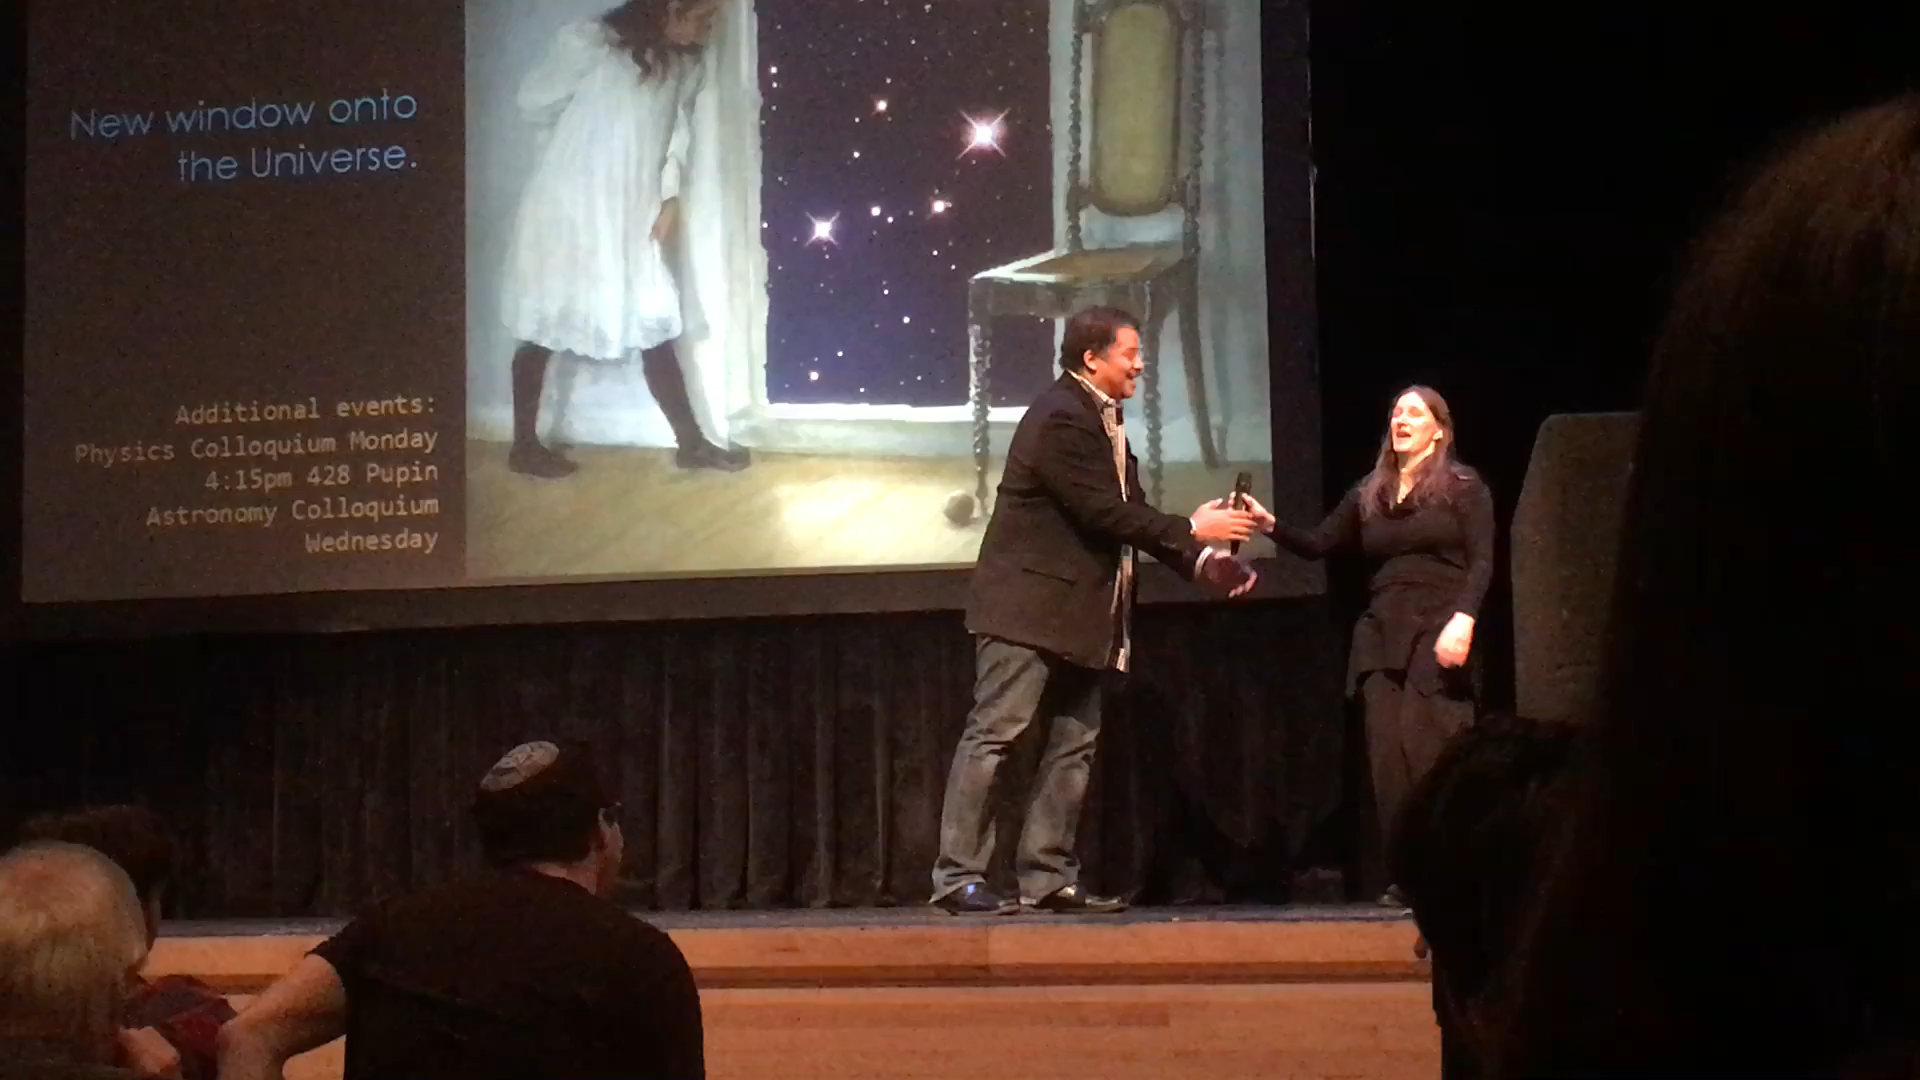 New window onto
the Universe.
Additional events:
Physics Colloquium Monday
4:15pm 428 Pupin
Astronomy Colloquium
Wednesday